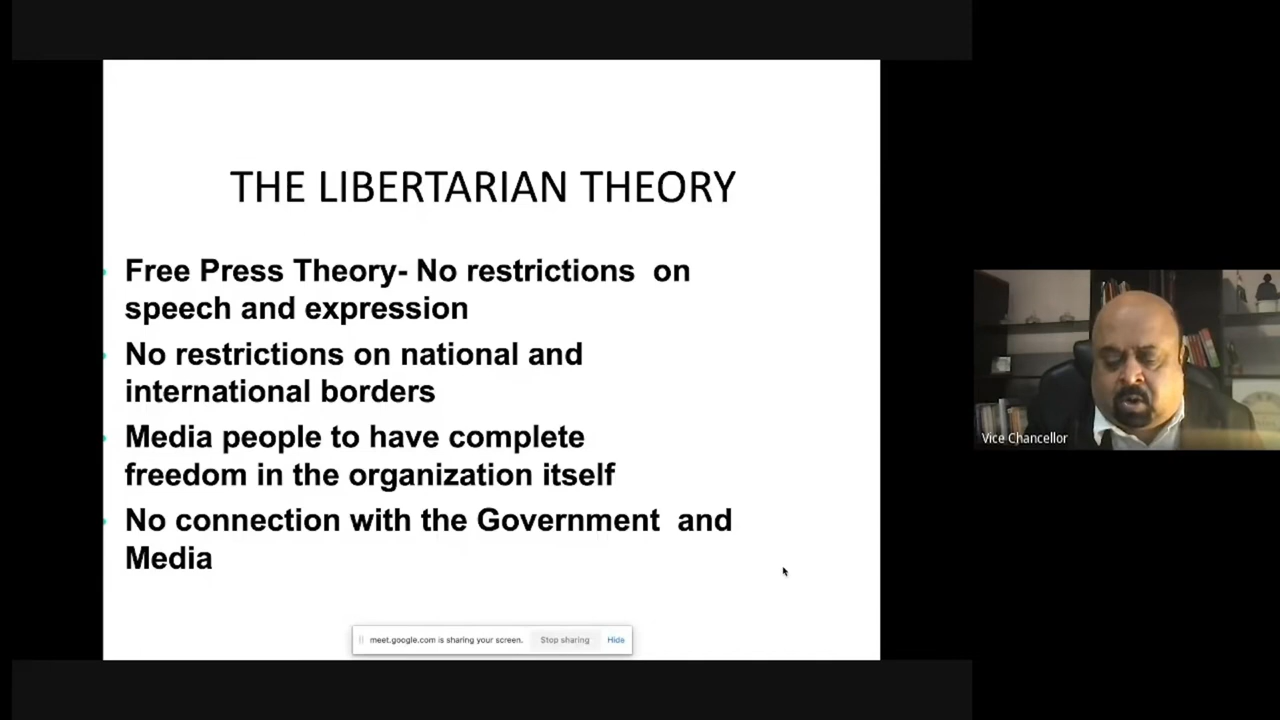 THE LIBERTARIAN THEORY
Free Press Theory- No restrictions on
speech and expression
No restrictions on national and
international borders
Media people to have complete
freedom in the organization itself
No connection with the Government and
Media
meet.google.com is sharing your screen. Stop sharing Hide
Vice Chancellor